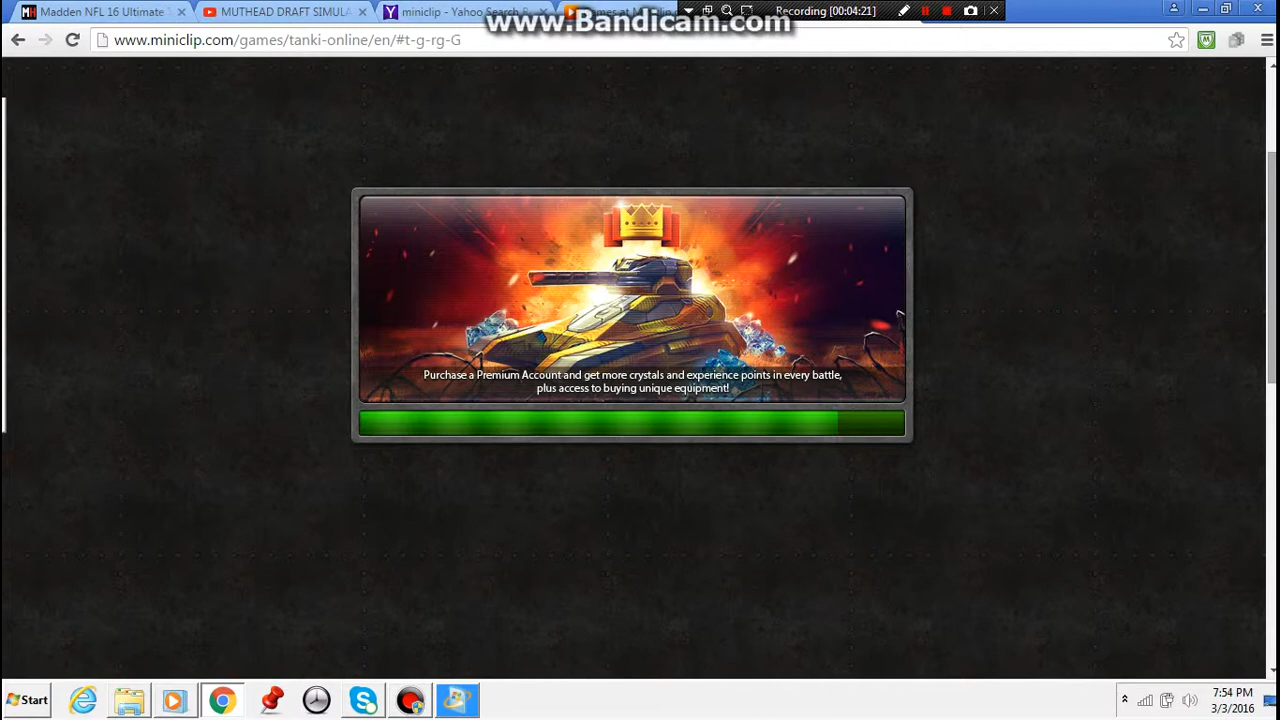 Madden NFL 16 Ultimate
MUTHEAD DRAFT SIMULA
miniclip - Yahoo Search R
Recording [00:04:21]
www.Bandicam.com
www.miniclip.com/games/tanki-online/en/#t-g-rg-G
Purchase a Premium Account and get more crystals and experience points in every battle,
plus access to buying unique equipment!
Start
7:54 PM
3/3/2016